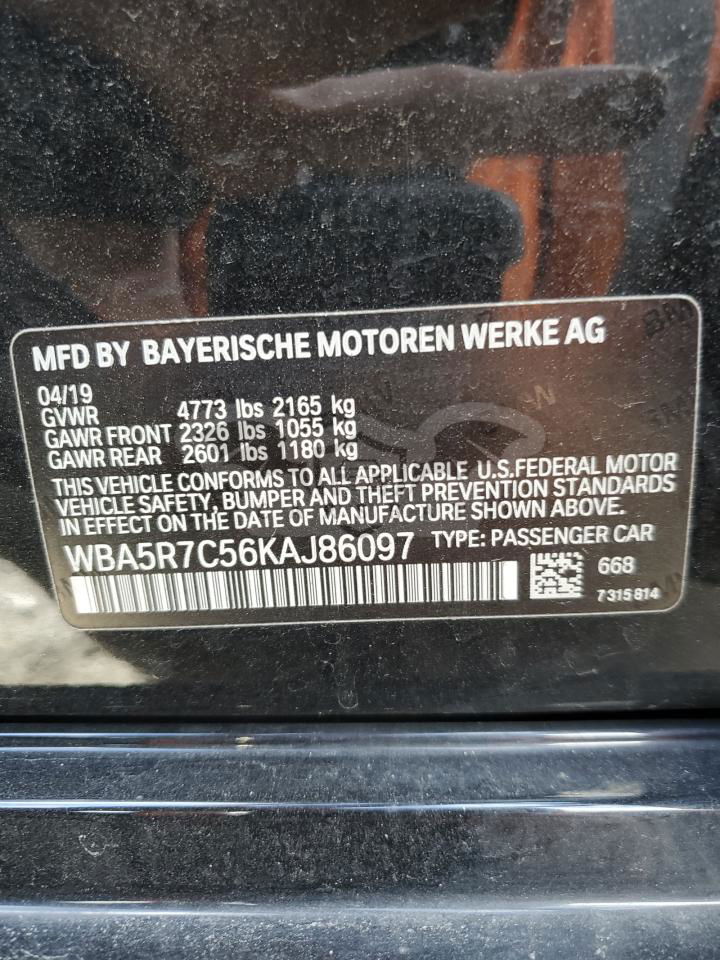 MFD BY BAYERISCHE MOTOREN WERKE AG
04/19
GVWR 4773 lbs 2165 kg
GAWR FRONT 2326 lbs 1055 kg
GAWR REAR 2601 lbs 1180 kg
THIS VEHICLE CONFORMS TO ALL APPLICABLE U.S.FEDERAL MOTOR
VEHICLE SAFETY, BUMPER AND THEFT PREVENTION STANDARDS
IN EFFECT ON THE DATE OF MANUFACTURE SHOWN ABOVE.
WBA5R7C56KAJ86097 TYPE: PASSENGER CAR
668
7315814